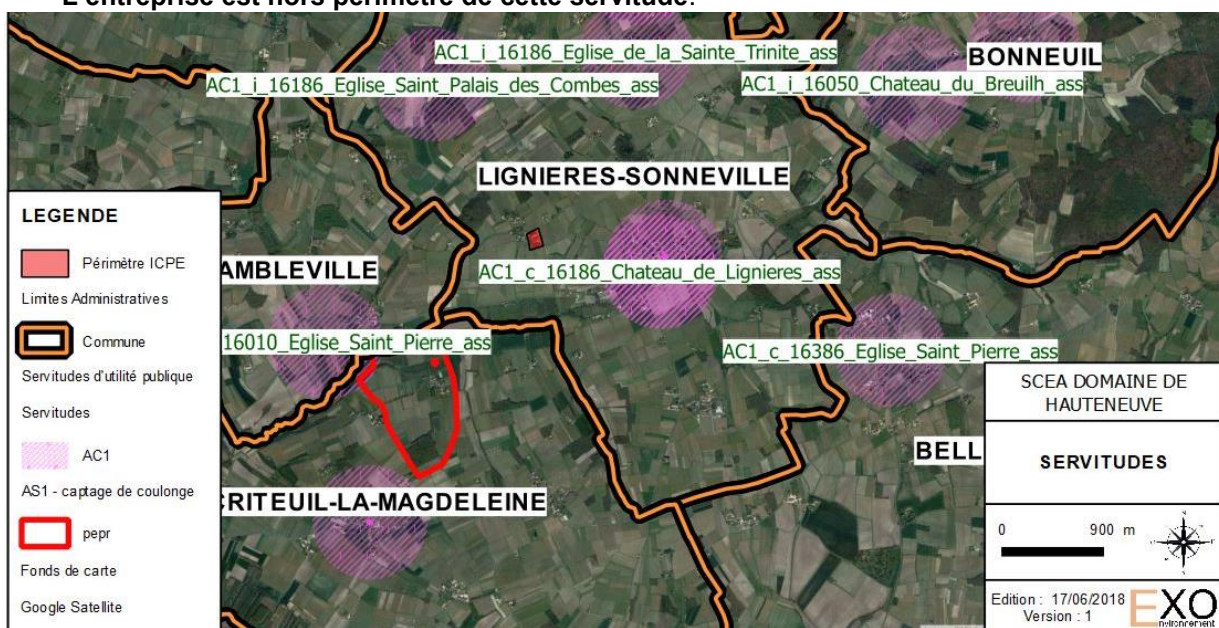 L'entreprise est hors périmètre de cette servitude.
AC1_i_16186_Eglise_de_la_Sainte_Trinite_ass
BONNEUIL
AC1_i_16186_Eglise_Saint_Palais_des_Combes_ass
AC1_i_16050_Chateau_du_Breuilh_ass
LIGNIERES-SONNEVILLE
AMBLEVILLE
AC1_c_16186_Chateau_de_Lignieres_ass
16010_Eglise_Saint_Pierre_ass
AC1_c_16386_Eglise_Saint_Pierre_ass
BELL
CRITEUIL-LA-MAGDELEINE
LEGENDE
Périmètre ICPE
Limites Administratives
Commune
Servitudes d'utilité publique
Servitudes
AC1
AS1 - captage de coulonge
pepr
Fonds de carte
Google Satellite
SCEA DOMAINE DE
HAUTENEUVE
SERVITUDES
0 900 m
Edition : 17/06/2018
Version : 1
EXO
nvironnement